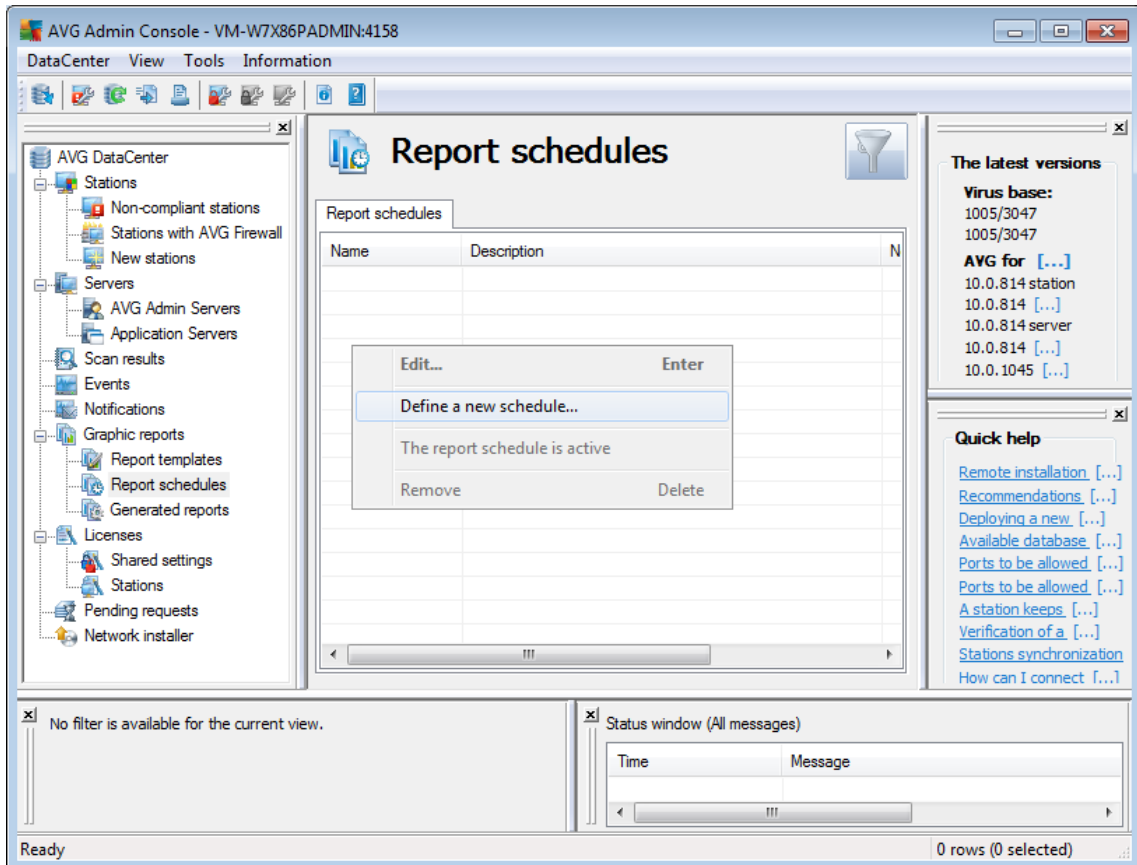 AVG Admin Console - VM-W7X86PADMIN:4158
DataCenter View Tools Information
AVG DataCenter
Stations
Non-compliant stations
Stations with AVG Firewall
New stations
Servers
AVG Admin Servers
Application Servers
Scan results
Events
Notifications
Graphic reports
Report templates
Report schedules
Generated reports
Licenses
Shared settings
Stations
Pending requests
Network installer
Report schedules
Report schedules
Name Description N
Edit... Enter
Define a new schedule...
The report schedule is active
Remove Delete
The latest versions
Virus base:
1005/3047
1005/3047
AVG for [...]
10.0.814 station
10.0.814 [...]
10.0.814 server
10.0.814 [...]
10.0.1045 [...]
Quick help
Remote installation [...]
Recommendations [...]
Deploying a new [...]
Available database [...]
Ports to be allowed [...]
Ports to be allowed [...]
A station keeps [...]
Verification of a [...]
Stations synchronization
How can I connect [...]
No filter is available for the current view.
Status window (All messages)
Time Message
Ready 0 rows (0 selected)